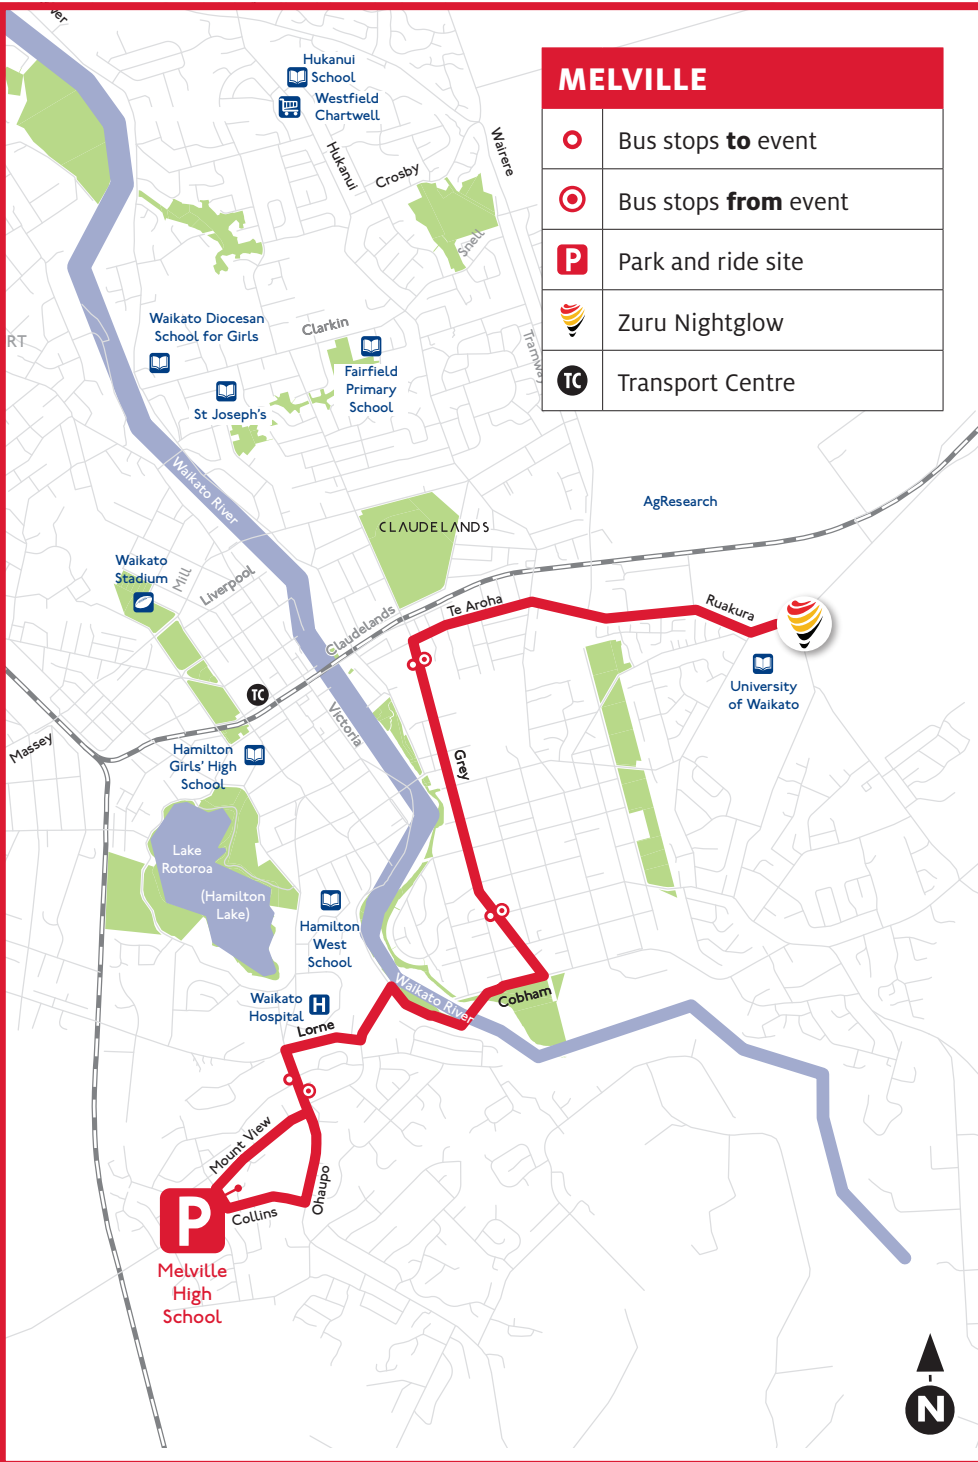 ver
Hukanui
School
Westfield
Chartwell
Hukanui
Crosby
Wairere
Snell
MELVILLE
Bus stops to event
Bus stops from event
P
Park and ride site
Zuru Nightglow
TC
Transport Centre
RT
Waikato Diocesan
School for Girls
Clarkin
Tramway
Fairfield
Primary
School
St Joseph's
Waikato River
AgResearch
CLAUDELANDS
Waikato
Stadium
Mill
Liverpool
Claudelands
Te Aroha
Ruakura
University
of Waikato
TC
Victoria
Massey
Hamilton
Girls' High
School
Grey
Lake
Rotoroa
(Hamilton
Lake)
Hamilton
West
School
Waikato River
Cobham
Waikato
Hospital
H
Lorne
Mount View
Ohaupo
Collins
P
Melville
High
School
N